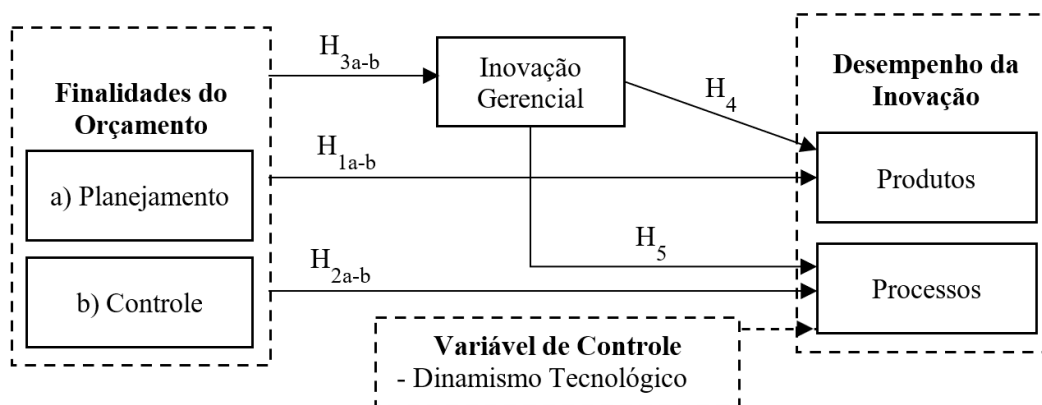 Finalidades do
Orçamento
a) Planejamento
b) Controle
H3a-b
H1a-b
H2a-b
Inovação
Gerencial
H4
H5
Desempenho da
Inovação
Produtos
Processos
Variável de Controle
- Dinamismo Tecnológico